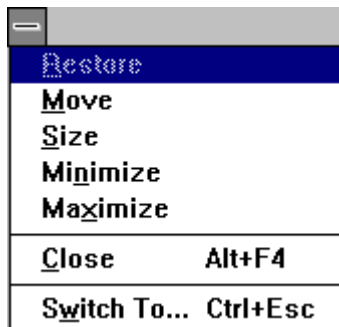 Restore
Move
Size
Minimize
Maximize
Close Alt+F4
Switch To... Ctrl+Esc